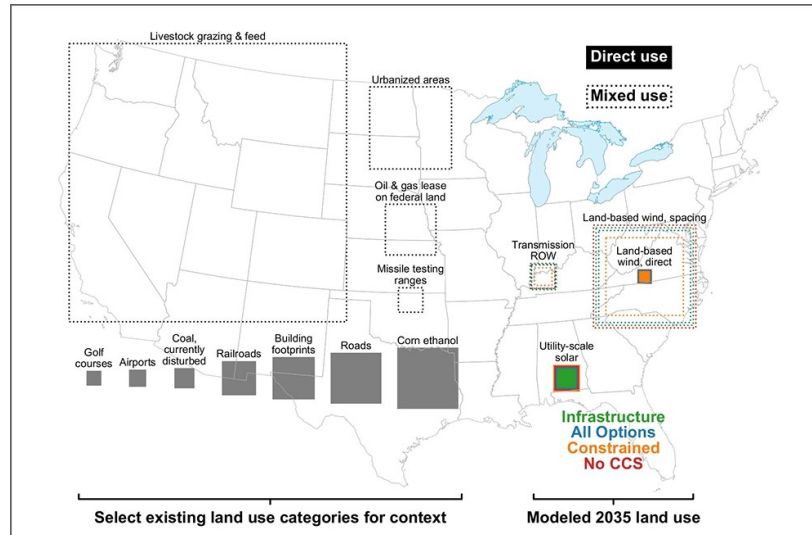 Livestock grazing & feed
Direct use
Urbanized areas
Mixed use
Oil & gas lease
on federal land
Land-based wind, spacing
Transmission
ROW
Land-based
wind, direct
Missile testing
ranges
Golf
courses
Airports
Coal,
currently
disturbed
Railroads
Building
footprints
Roads
Corn ethanol
Utility-scale
solar
Infrastructure
All Options
Constrained
No CCS
Select existing land use categories for context
Modeled 2035 land use